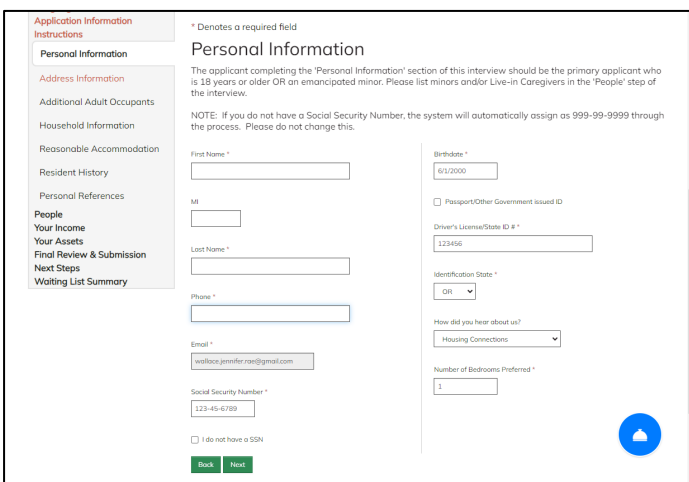 Application Information
Instructions
Personal Information
Address Information
Additional Adult Occupants
Household Information
Reasonable Accommodation
Resident History
Personal References
People
Your Income
Your Assets
Final Review & Submission
Next Steps
Waiting List Summary
* Denotes a required field
Personal Information
The applicant completing the 'Personal Information' section of this interview should be the primary applicant who
is 18 years or older OR an emancipated minor. Please list minors and/or Live-in Caregivers in the 'People' step of
the interview.
NOTE: If you do not have a Social Security Number, the system will automatically assign as 999-99-9999 through
the process. Please do not change this.
First Name *
MI
Last Name *
Phone *
Email *
wallace.jennifer.rae@gmail.com
Social Security Number *
123-45-6789
I do not have a SSN
Back Next
Birthdate *
6/1/2000
Passport/Other Government issued ID
Driver's License/State ID # *
123456
Identification State *
OR
How did you hear about us?
Housing Connections
Number of Bedrooms Preferred *
1